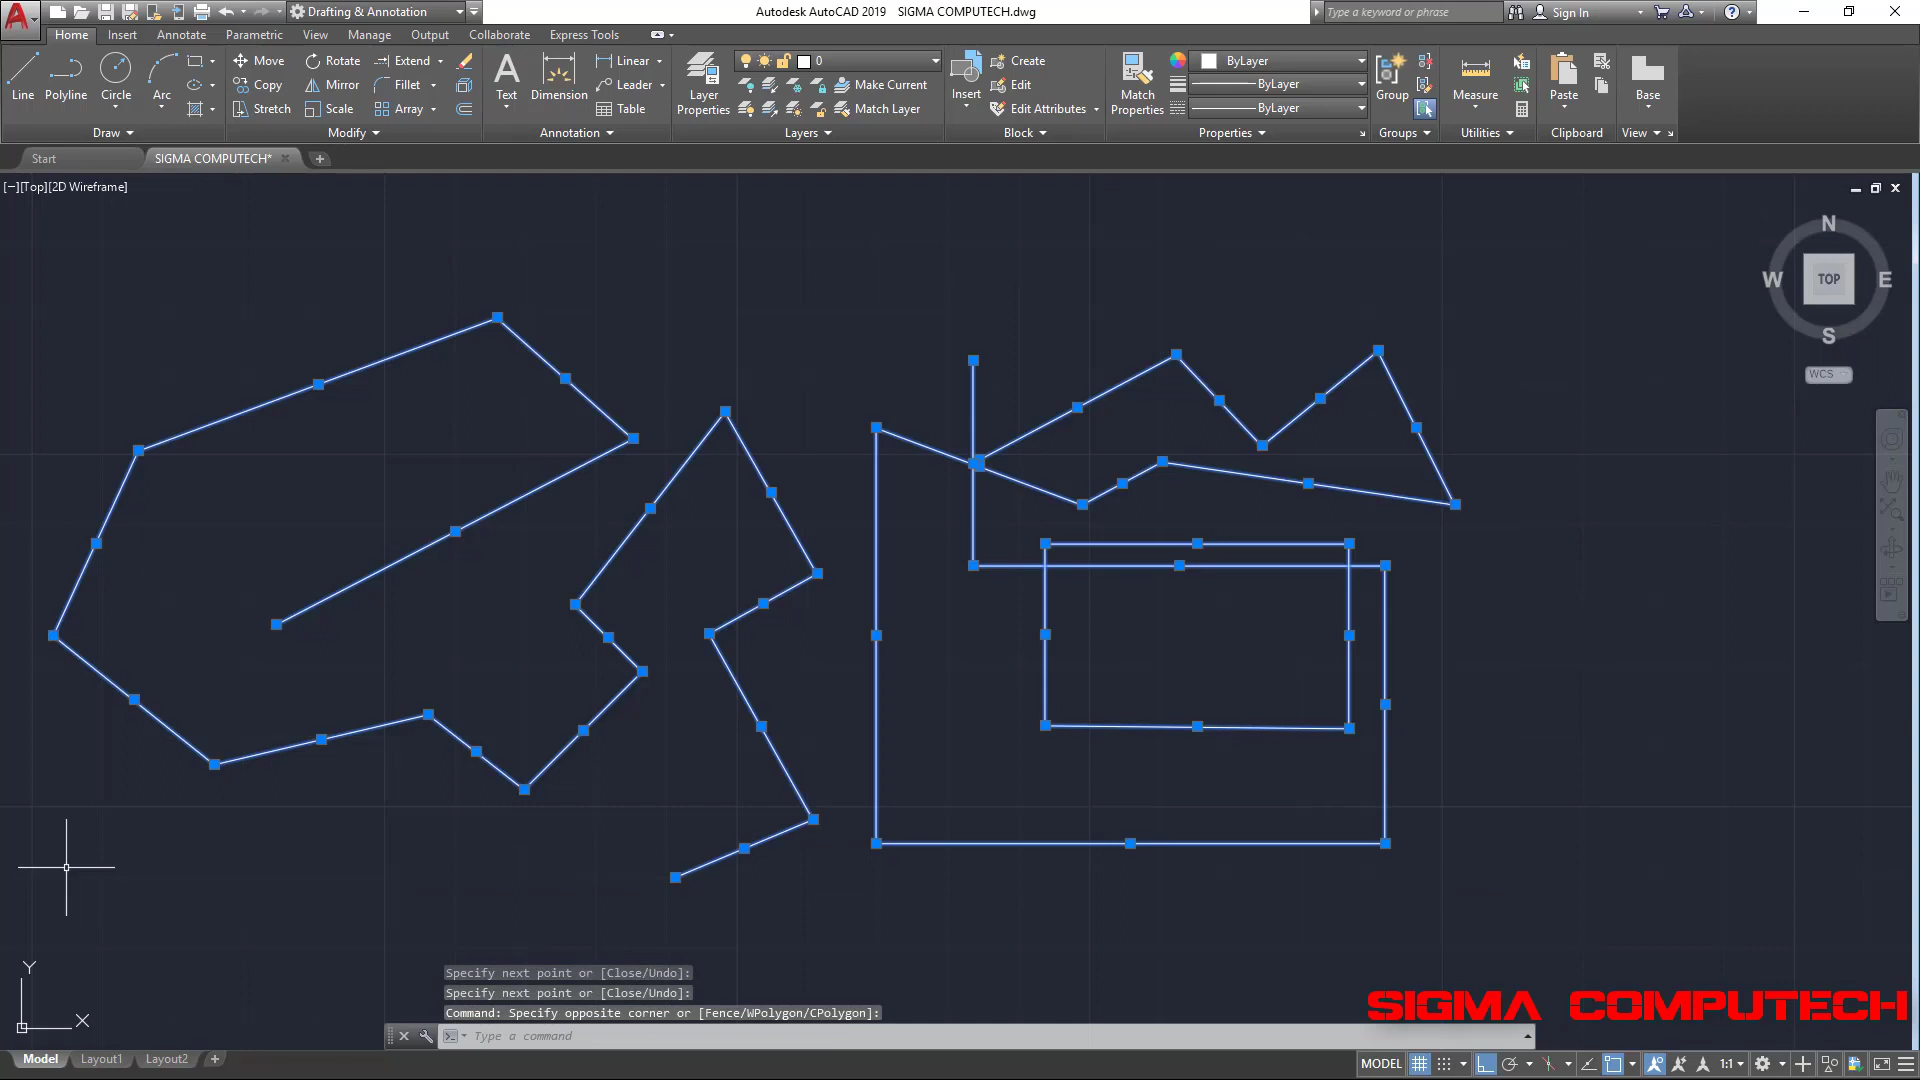 Drafting & Annotation
Autodesk AutoCAD 2019 SIGMA COMPUTECH.dwg
Type a keyword or phrase
Sign In
Home Insert Annotate Parametric View Manage Output Collaborate Express Tools
Line
Polyline
Circle
Arc
Draw
Move Rotate Extend
Copy Mirror Fillet
Stretch Scale Array
Modify
Text
Dimension
Linear
Leader
Table
Annotation
Layer
Properties
0
Make Current
Match Layer
Layers
Insert
Create
Edit
Edit Attributes
Block
Match
Properties
ByLayer
ByLayer
ByLayer
Properties
Group
Groups
Measure
Utilities
Paste
Clipboard
Base
View
Start
SIGMA COMPUTECH*
[−][Top][2D Wireframe]
N
W TOP E
S
WCS
Y
X
Specify next point or [Close/Undo]:
Specify next point or [Close/Undo]:
Command: Specify opposite corner or [Fence/WPolygon/CPolygon]:
Type a command
SIGMA COMPUTECH
Model Layout1 Layout2
MODEL
1:1